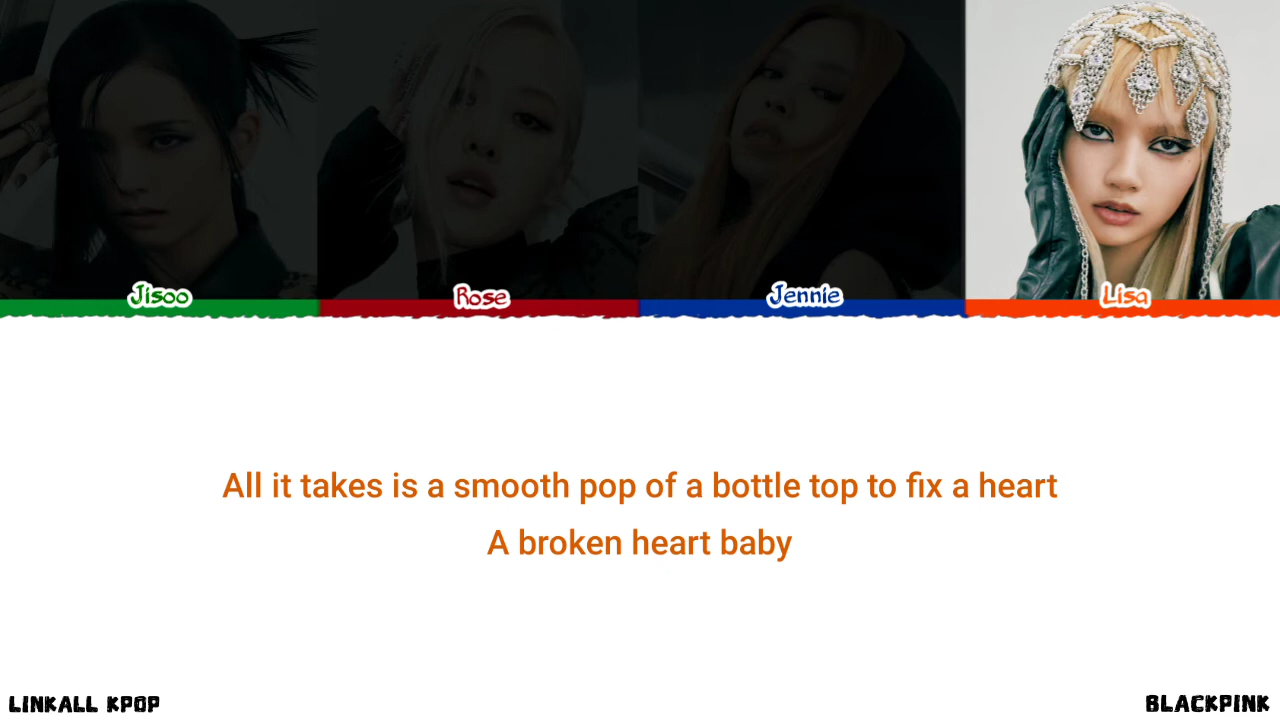 Jisoo
Rose
Jennie
Lisa
All it takes is a smooth pop of a bottle top to fix a heart
A broken heart baby
LINKALL KPOP
BLACKPINK